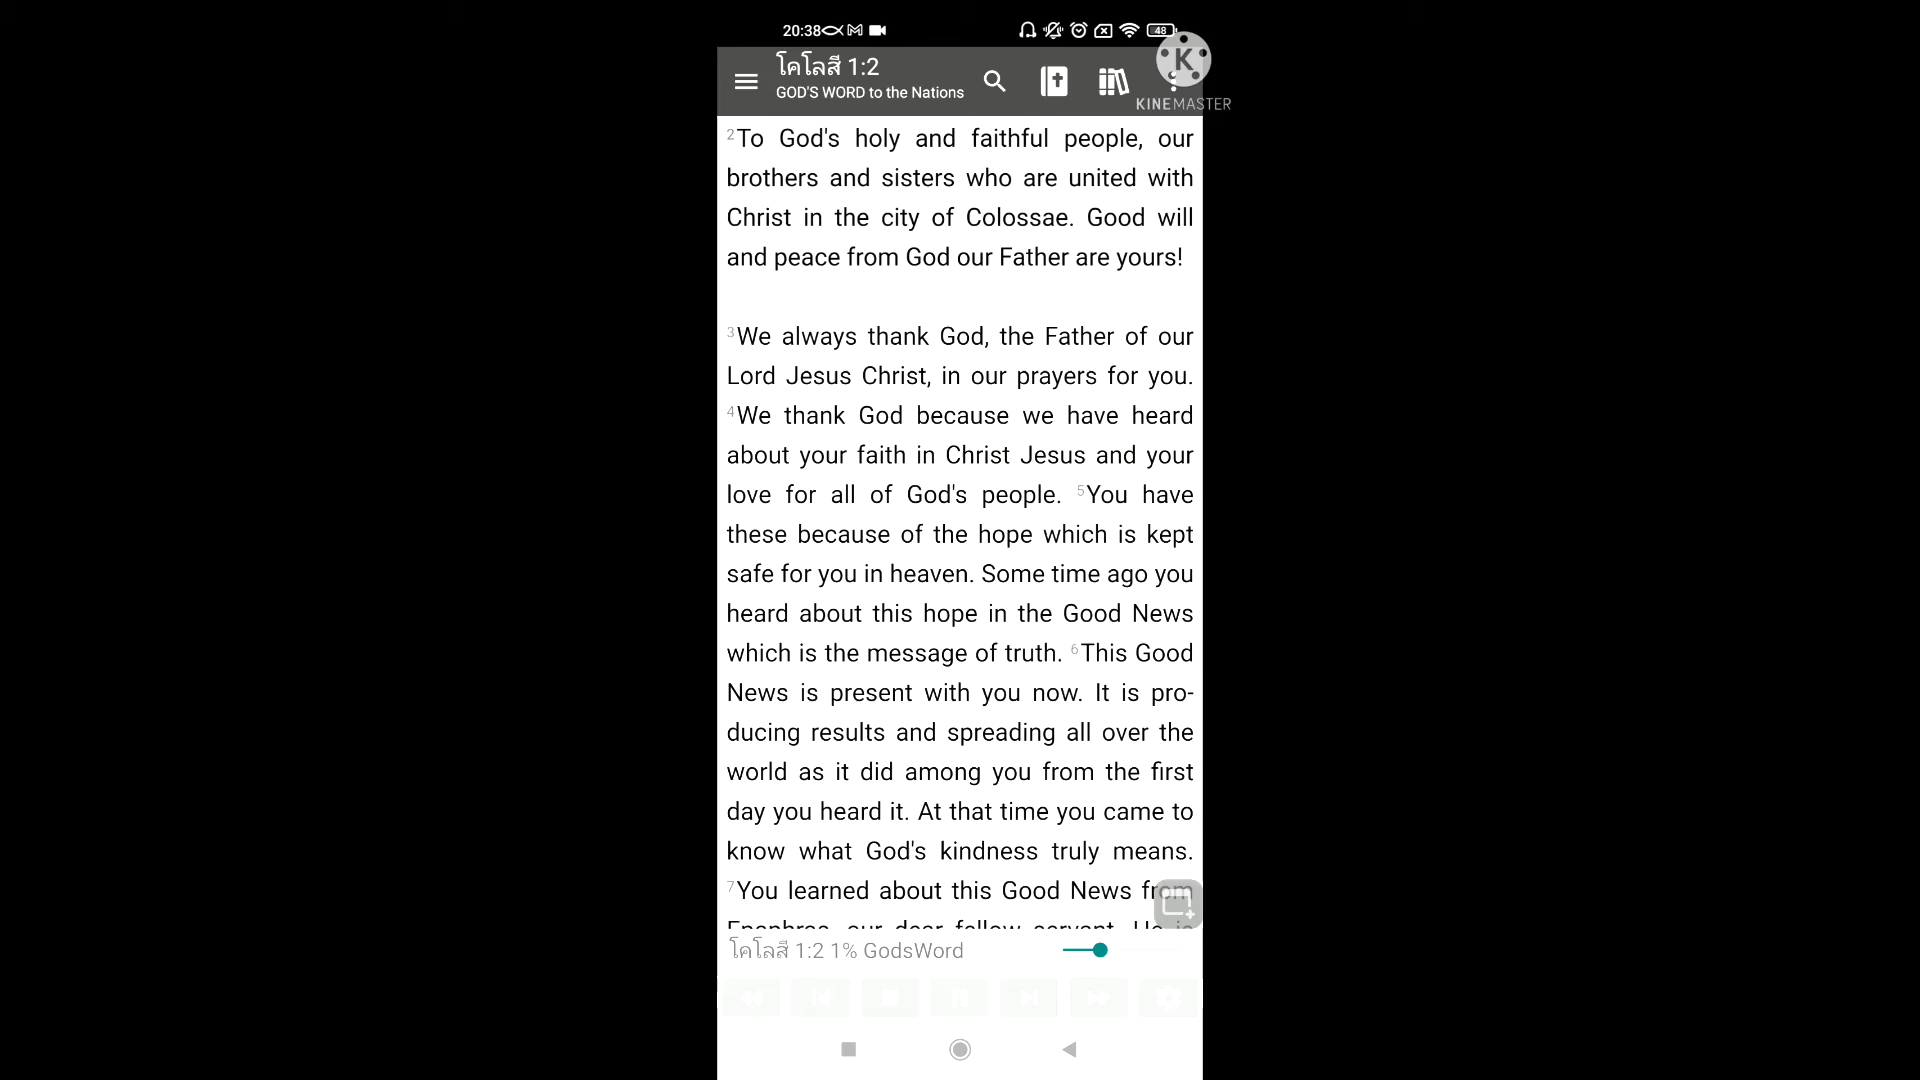 20:38
48
โคโลสี 1:2
GOD'S WORD to the Nations
K
KINEMASTER
2To God's holy and faithful people, our
brothers and sisters who are united with
Christ in the city of Colossae. Good will
and peace from God our Father are yours!
3We always thank God, the Father of our
Lord Jesus Christ, in our prayers for you.
4We thank God because we have heard
about your faith in Christ Jesus and your
love for all of God's people. 5You have
these because of the hope which is kept
safe for you in heaven. Some time ago you
heard about this hope in the Good News
which is the message of truth. 6This Good
News is present with you now. It is pro-
ducing results and spreading all over the
world as it did among you from the first
day you heard it. At that time you came to
know what God's kindness truly means.
7You learned about this Good News from
Epaphras, our dear fellow servant. He is
โคโลสี 1:2 1% GodsWord